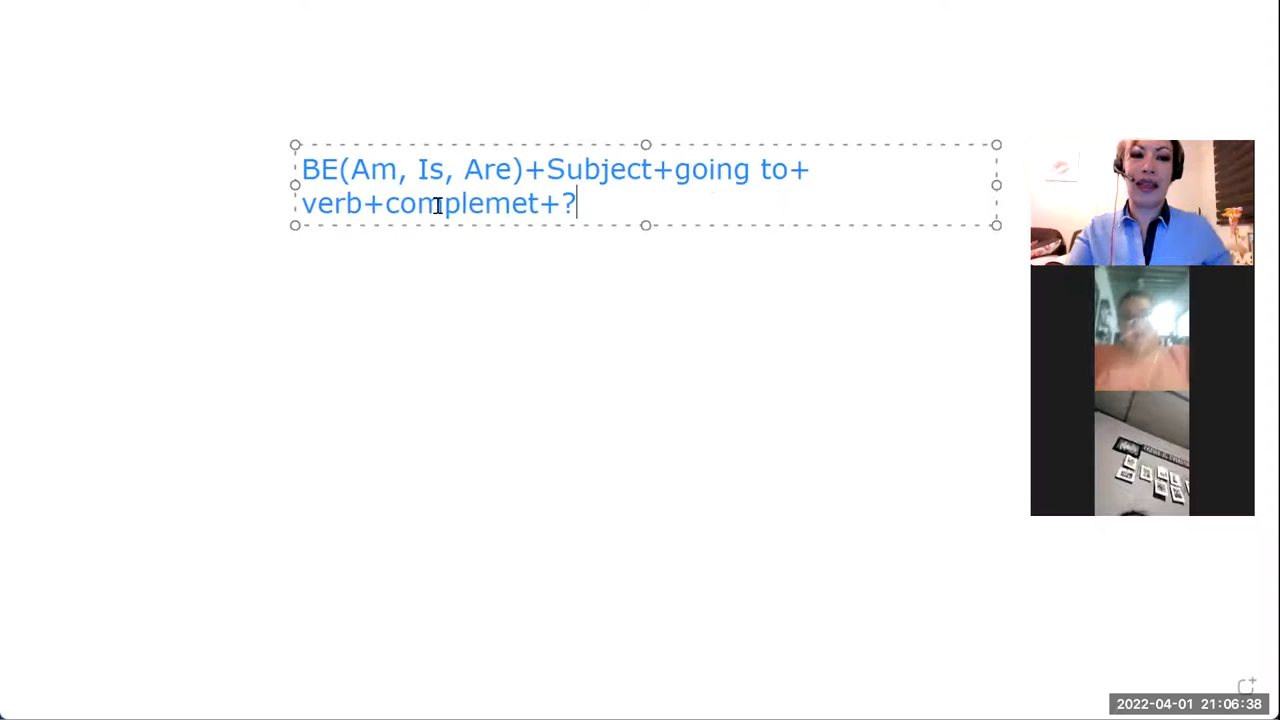 BE(Am, Is, Are)+Subject+going to+
verb+complemet+?
2022-04-01 21:06:38